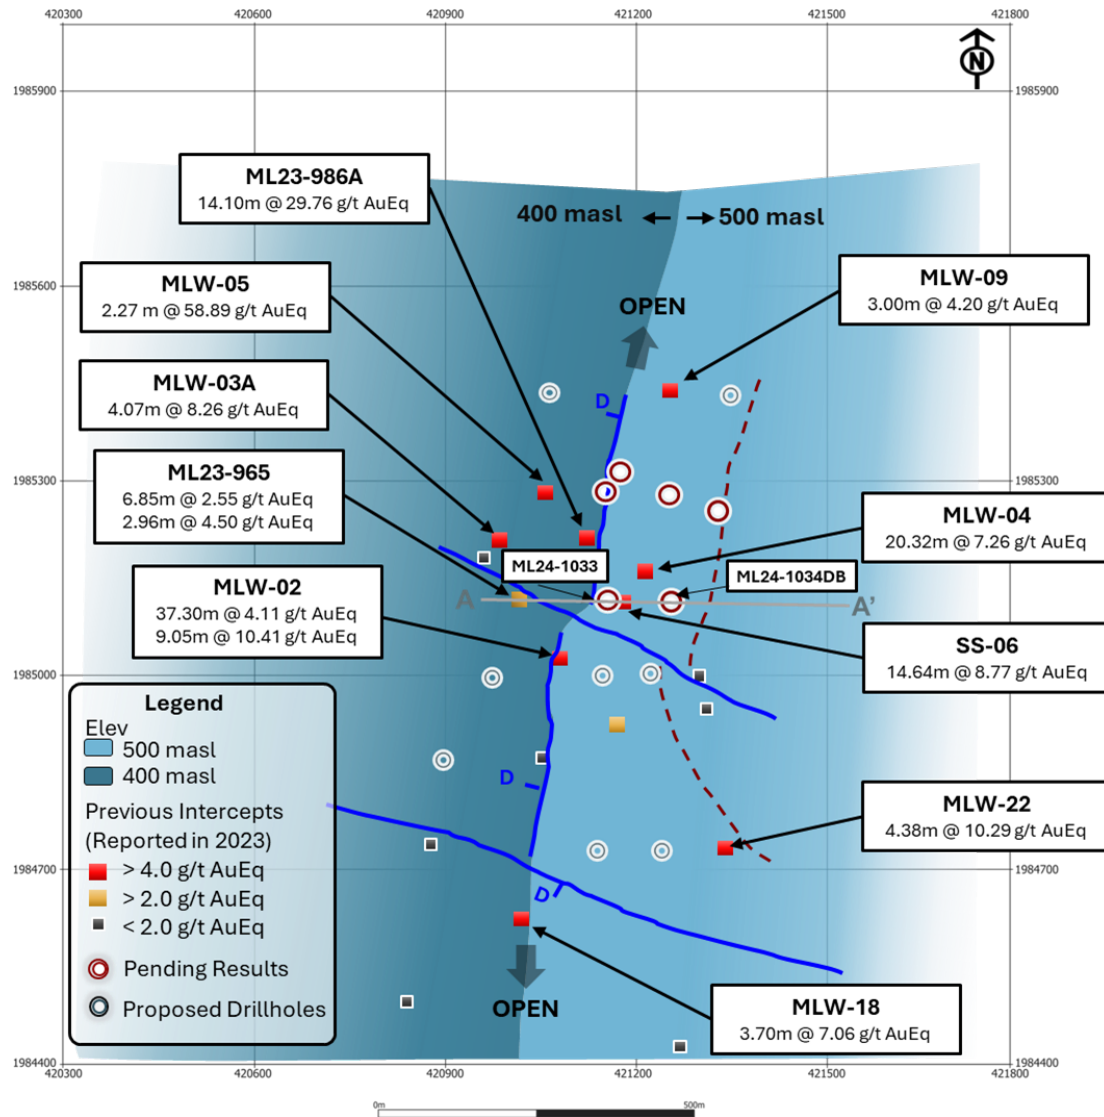 420300 420600 420900 421200 421500 421800
N
1985900 1985900
ML23-986A
14.10m @ 29.76 g/t AuEq
400 masl
500 masl
MLW-05
2.27 m @ 58.89 g/t AuEq
MLW-09
3.00m @ 4.20 g/t AuEq
1985600 1985600
OPEN
MLW-03A
4.07m @ 8.26 g/t AuEq
D
ML23-965
6.85m @ 2.55 g/t AuEq
2.96m @ 4.50 g/t AuEq
1985300 1985300
MLW-04
20.32m @ 7.26 g/t AuEq
ML24-1033
ML24-1034DB
A A'
MLW-02
37.30m @ 4.11 g/t AuEq
9.05m @ 10.41 g/t AuEq
SS-06
14.64m @ 8.77 g/t AuEq
1985000 1985000
Legend
Elev
500 masl
400 masl
Previous Intercepts
(Reported in 2023)
> 4.0 g/t AuEq
> 2.0 g/t AuEq
< 2.0 g/t AuEq
Pending Results
Proposed Drillholes
D
MLW-22
4.38m @ 10.29 g/t AuEq
1984700 1984700
D
OPEN
MLW-18
3.70m @ 7.06 g/t AuEq
1984400 1984400
420300 420600 420900 421200 421500 421800
0m 500m